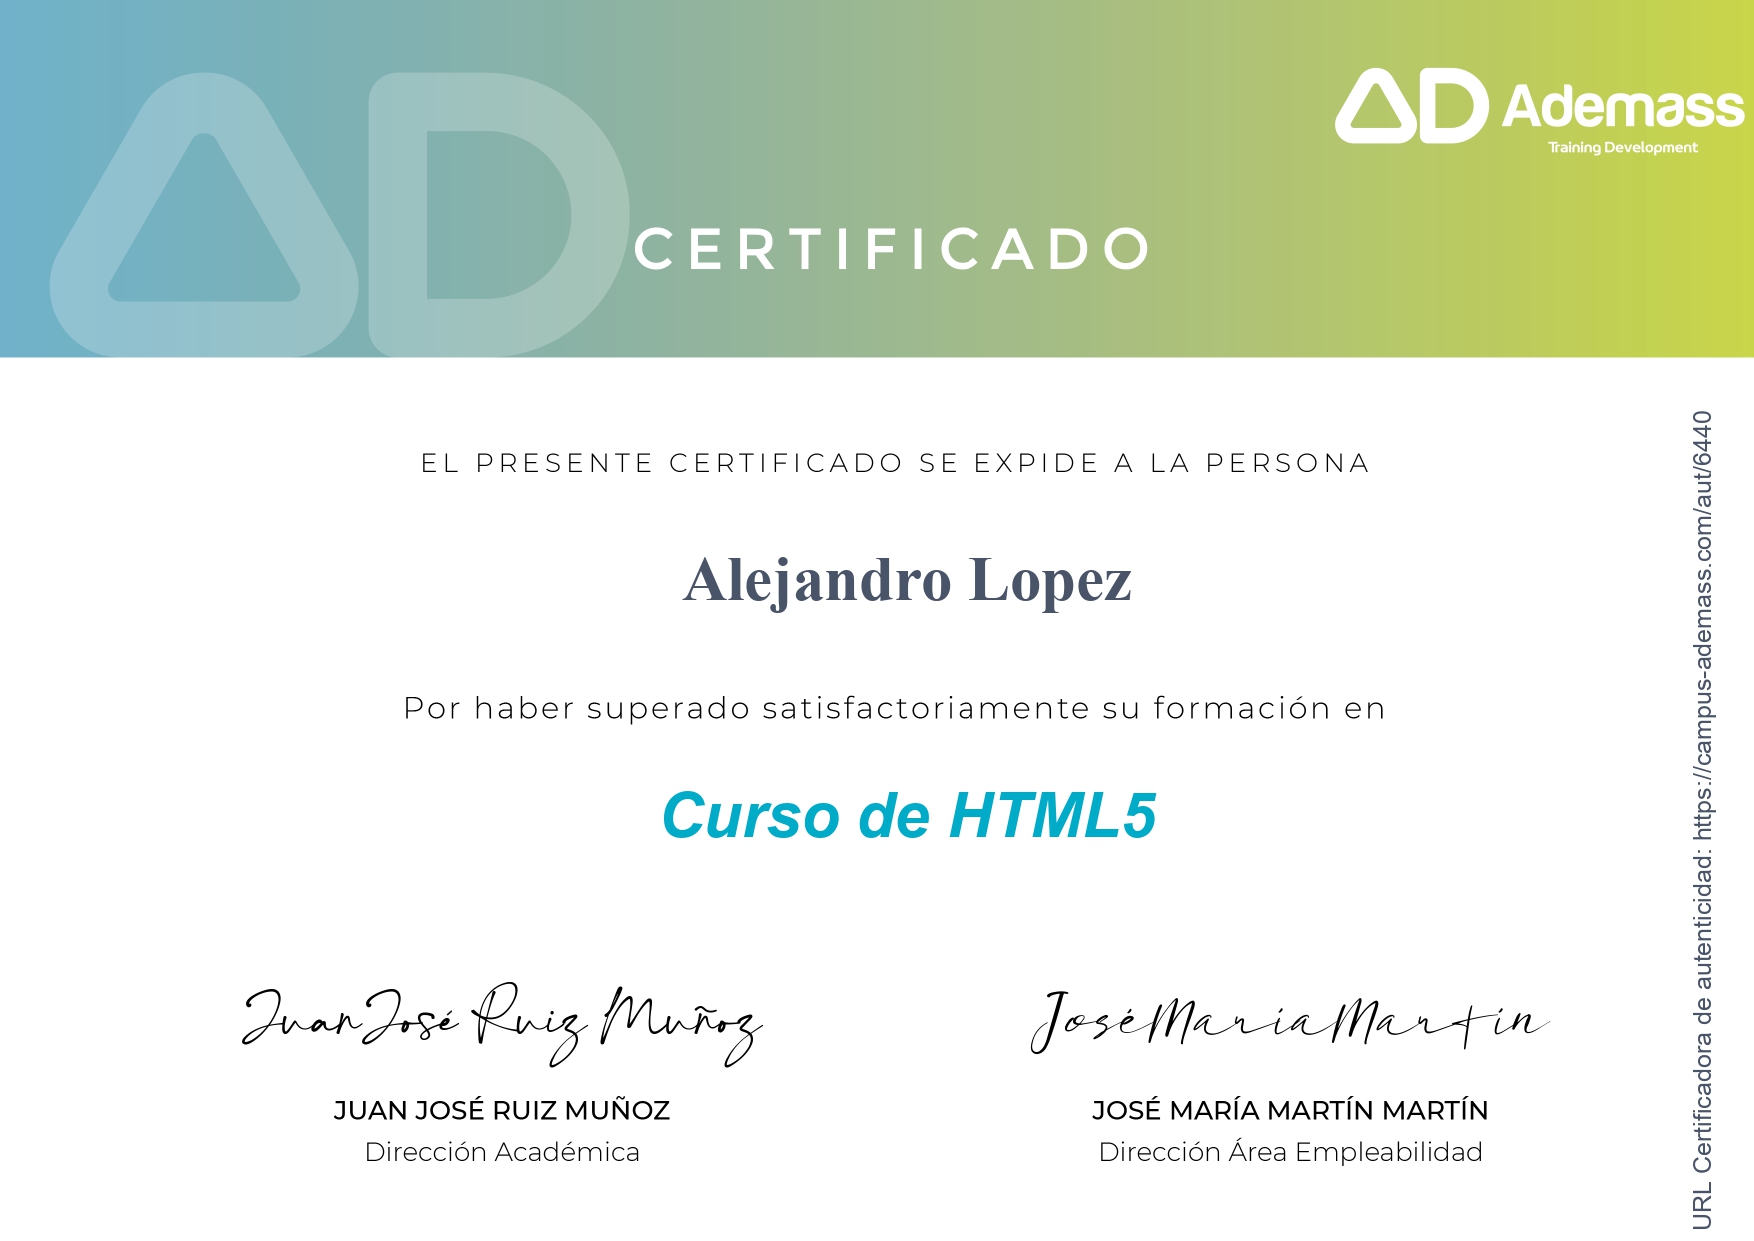 AD Ademass
Training Development
CERTIFICADO
EL PRESENTE CERTIFICADO SE EXPIDE A LA PERSONA
Alejandro Lopez
Por haber superado satisfactoriamente su formación en
Curso de HTML5
Juan José Ruiz Muñoz
José María Martín
JUAN JOSÉ RUIZ MUÑOZ
JOSÉ MARÍA MARTÍN MARTÍN
Dirección Académica
Dirección Área Empleabilidad
URL Certificadora de autenticidad: https://campus-ademass.com/aut/6440